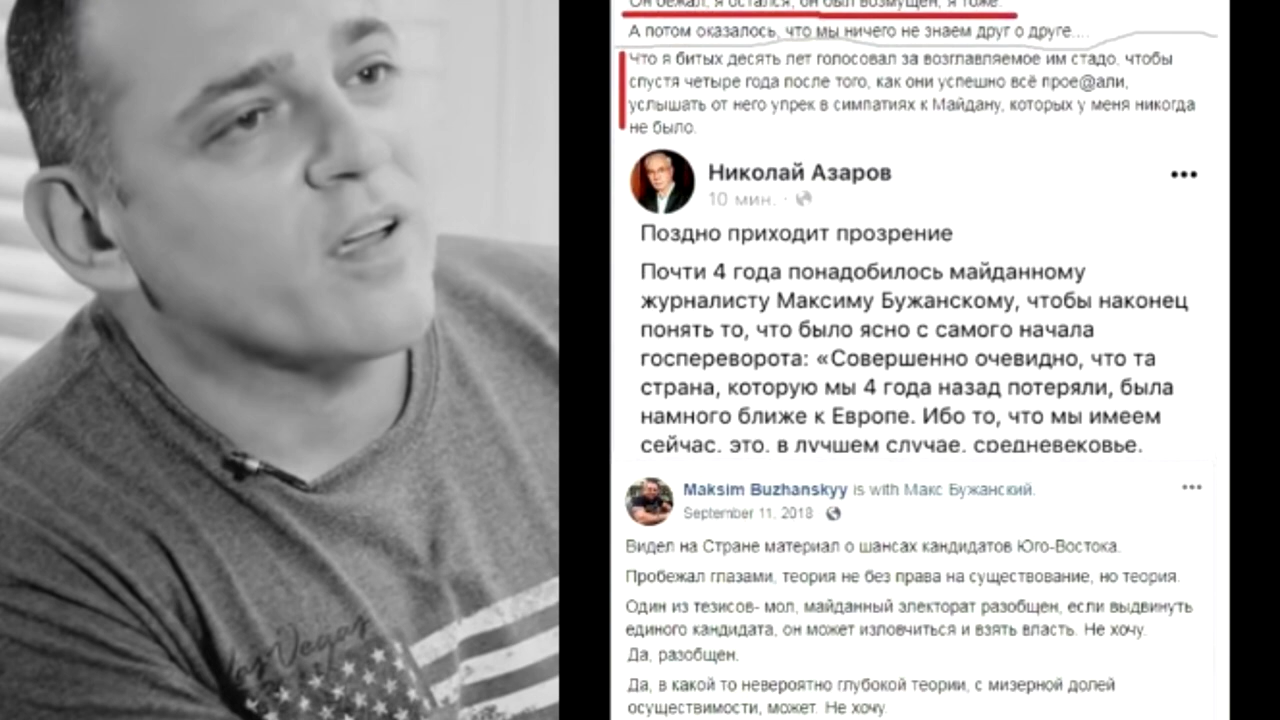 Он бежал, я остался, он был возмущен, я тоже.
А потом оказалось, что мы ничего не знаем друг о друге....
Что я битых десять лет голосовал за возглавляемое им стадо, чтобы
спустя четыре года после того, как они успешно всё прое@али,
услышать от него упрек в симпатиях к Майдану, которых у меня никогда
не было.
Николай Азаров
10 мин. ·
Поздно приходит прозрение
Почти 4 года понадобилось майданному
журналисту Максиму Бужанскому, чтобы наконец
понять то, что было ясно с самого начала
госпереворота: «Совершенно очевидно, что та
страна, которую мы 4 года назад потеряли, была
намного ближе к Европе. Ибо то, что мы имеем
сейчас, это, в лучшем случае, средневековье.
Maksim Buzhanskyy is with Макс Бужанский.
September 11, 2018
Видел на Стране материал о шансах кандидатов Юго-Востока.
Пробежал глазами, теория не без права на существование, но теория.
Один из тезисов- мол, майданный электорат разобщен, если выдвинуть
единого кандидата, он может изловчиться и взять власть. Не хочу.
Да, разобщен.
Да, в какой то невероятно глубокой теории, с мизерной долей
осуществимости, может. Не хочу.
Las Vegas